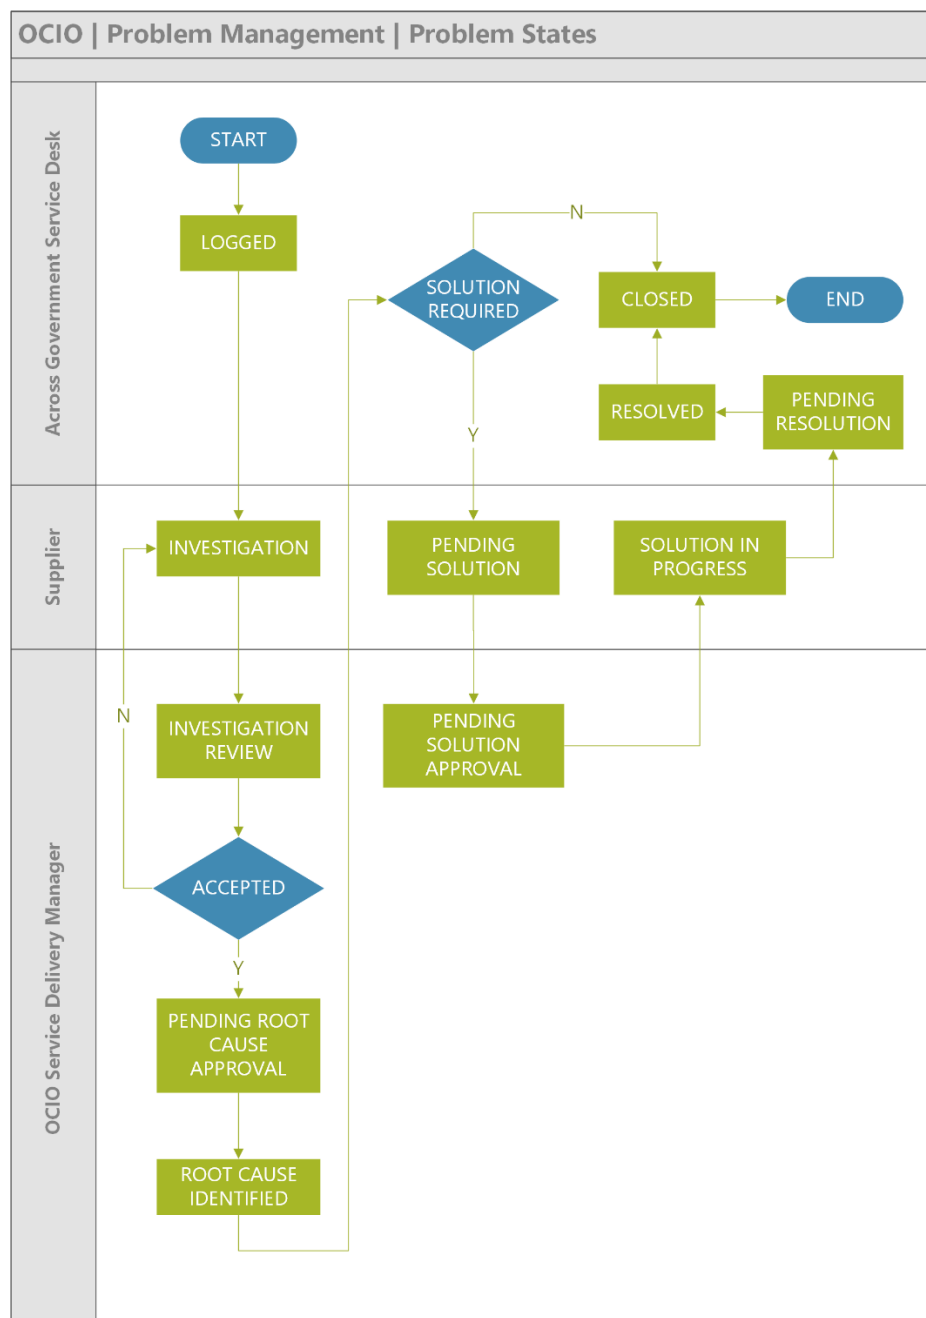 OCIO | Problem Management | Problem States
Across Government Service Desk
START
LOGGED
N
SOLUTION
REQUIRED
CLOSED
END
RESOLVED
PENDING
RESOLUTION
Y
Supplier
INVESTIGATION
PENDING
SOLUTION
SOLUTION IN
PROGRESS
OCIO Service Delivery Manager
N
INVESTIGATION
REVIEW
PENDING
SOLUTION
APPROVAL
ACCEPTED
Y
PENDING ROOT
CAUSE
APPROVAL
ROOT CAUSE
IDENTIFIED